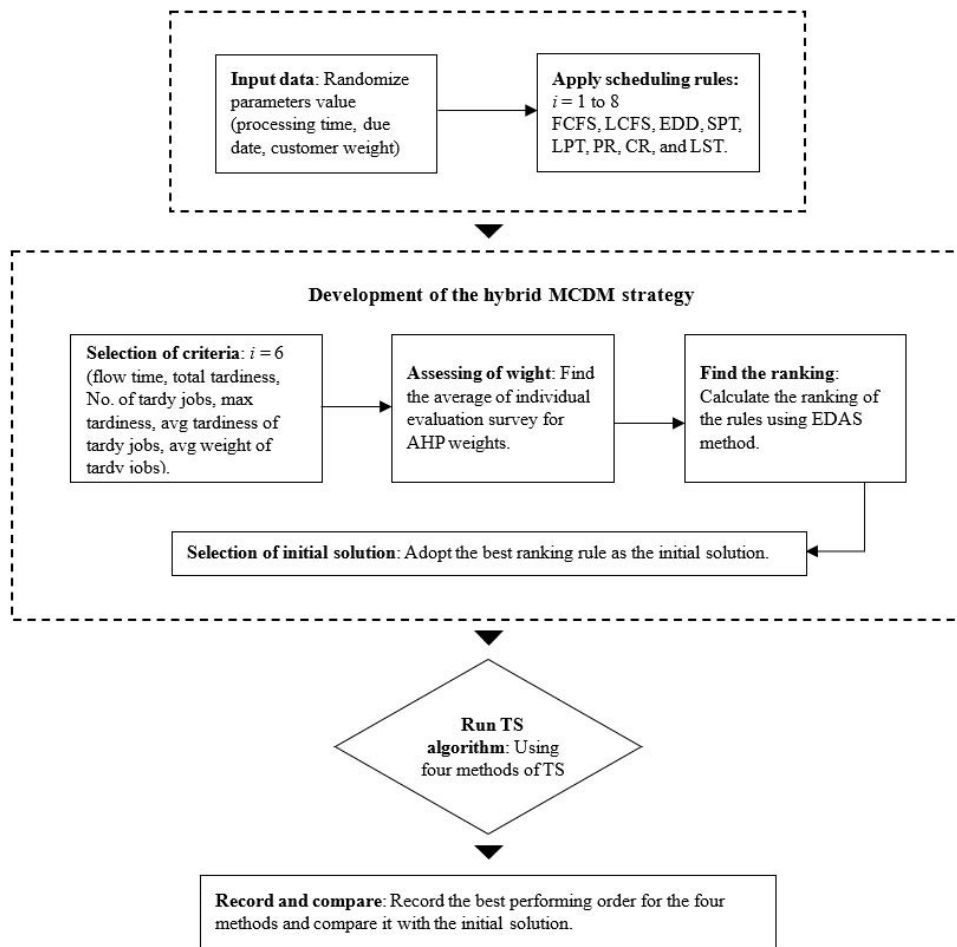 Input data: Randomize
parameters value
(processing time, due
date, customer weight)
Apply scheduling rules:
i = 1 to 8
FCFS, LCFS, EDD, SPT,
LPT, PR, CR, and LST.
Development of the hybrid MCDM strategy
Selection of criteria: i = 6
(flow time, total tardiness,
No. of tardy jobs, max
tardiness, avg tardiness of
tardy jobs, avg weight of
tardy jobs).
Assessing of wight: Find
the average of individual
evaluation survey for
AHP weights.
Find the ranking:
Calculate the ranking of
the rules using EDAS
method.
Selection of initial solution: Adopt the best ranking rule as the initial solution.
Run TS
algorithm: Using
four methods of TS
Record and compare: Record the best performing order for the four
methods and compare it with the initial solution.